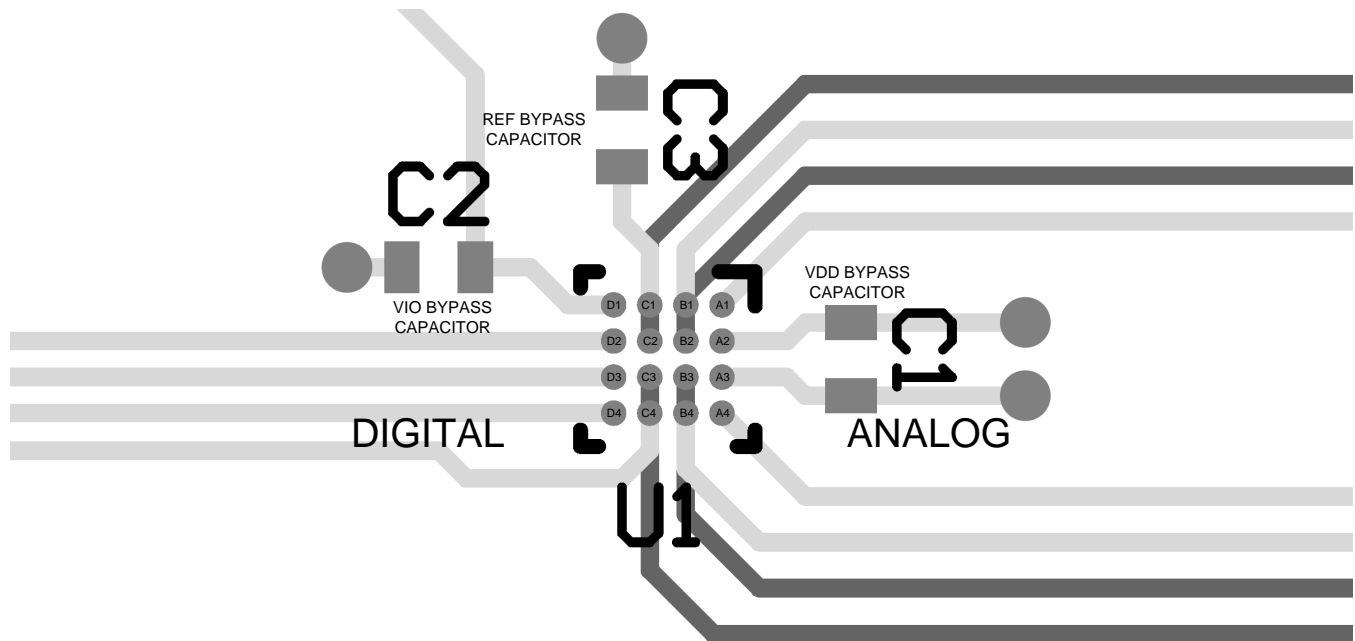 C3
REF BYPASS
CAPACITOR
C2
VIO BYPASS
CAPACITOR
VDD BYPASS
CAPACITOR
C1
D1 C1 B1 A1
D2 C2 B2 A2
D3 C3 B3 A3
D4 C4 B4 A4
DIGITAL
ANALOG
U1